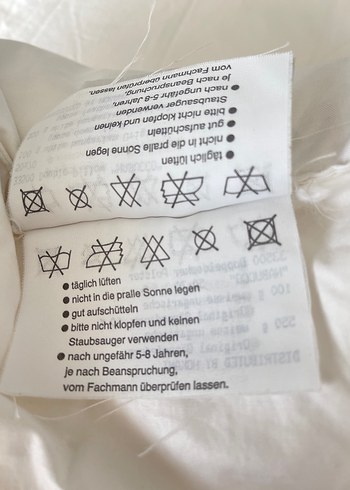 ● täglich lüften
● nicht in die pralle Sonne legen
● gut aufschütteln
● bitte nicht klopfen und keinen
Staubsauger verwenden
● nach ungefähr 5-8 Jahren,
je nach Beanspruchung,
vom Fachmann überprüfen lassen.
● täglich lüften
● nicht in die pralle Sonne legen
● gut aufschütteln
● bitte nicht klopfen und keinen
Staubsauger verwenden
● nach ungefähr 5-8 Jahren,
je nach Beanspruchung,
vom Fachmann überprüfen lassen.